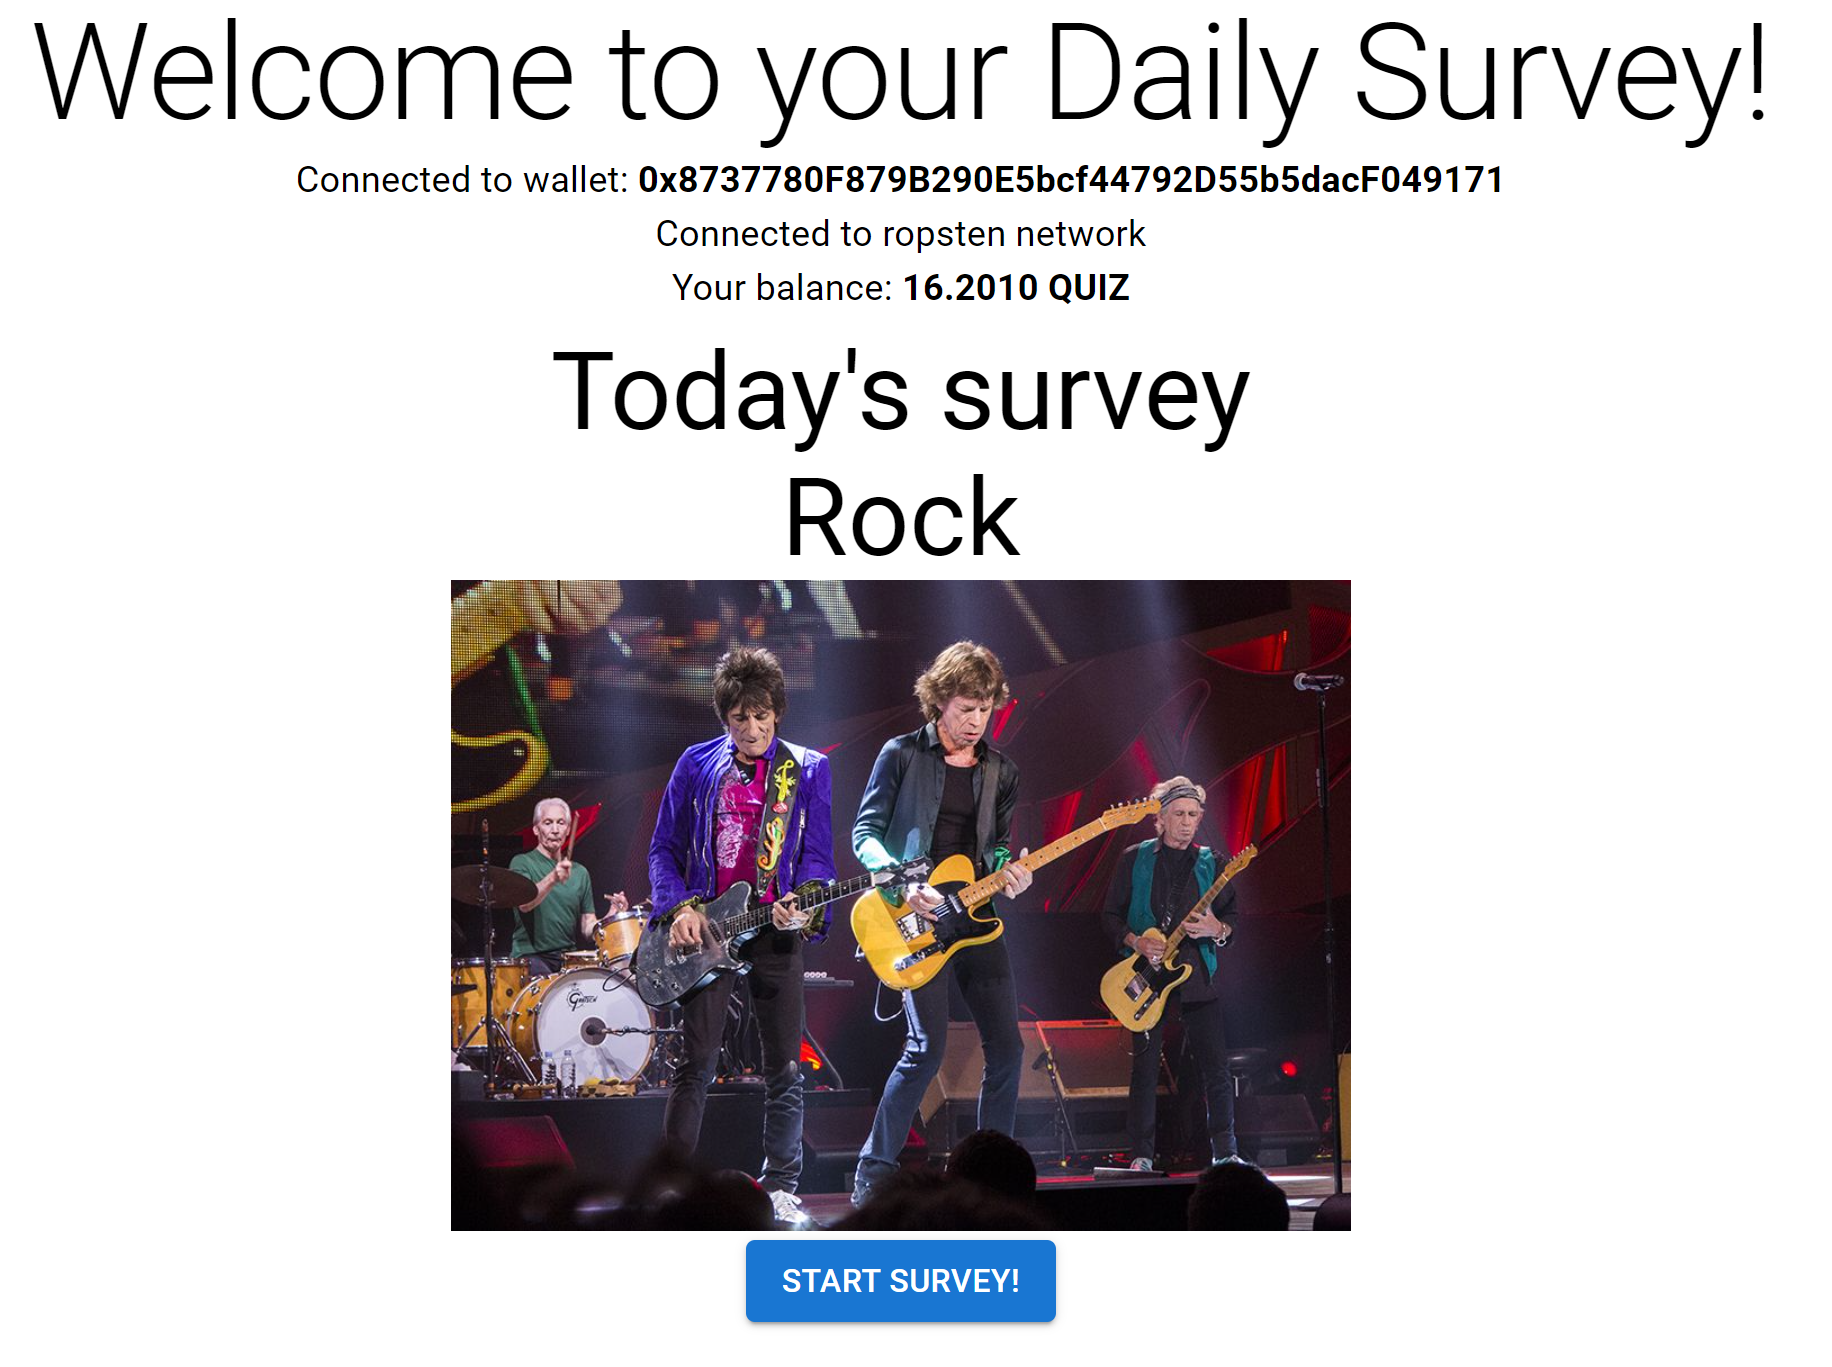 Welcome to your Daily Survey!
Connected to wallet: 0x8737780F879B290E5bcf44792D55b5dacF049171
Connected to ropsten network
Your balance: 16.2010 QUIZ
Today's survey
Rock
GRETSCH
START SURVEY!